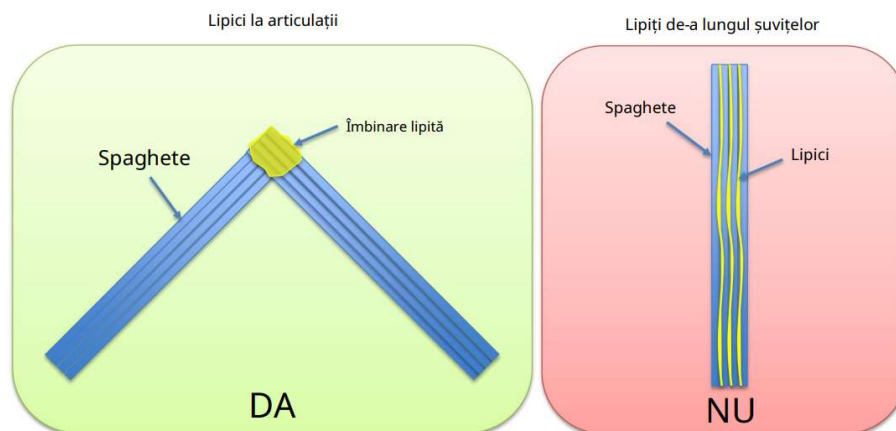 Lipici la articulații
Îmbinare lipită
Spaghete
DA
Lipiți de-a lungul șuvițelor
Spaghete
Lipici
NU